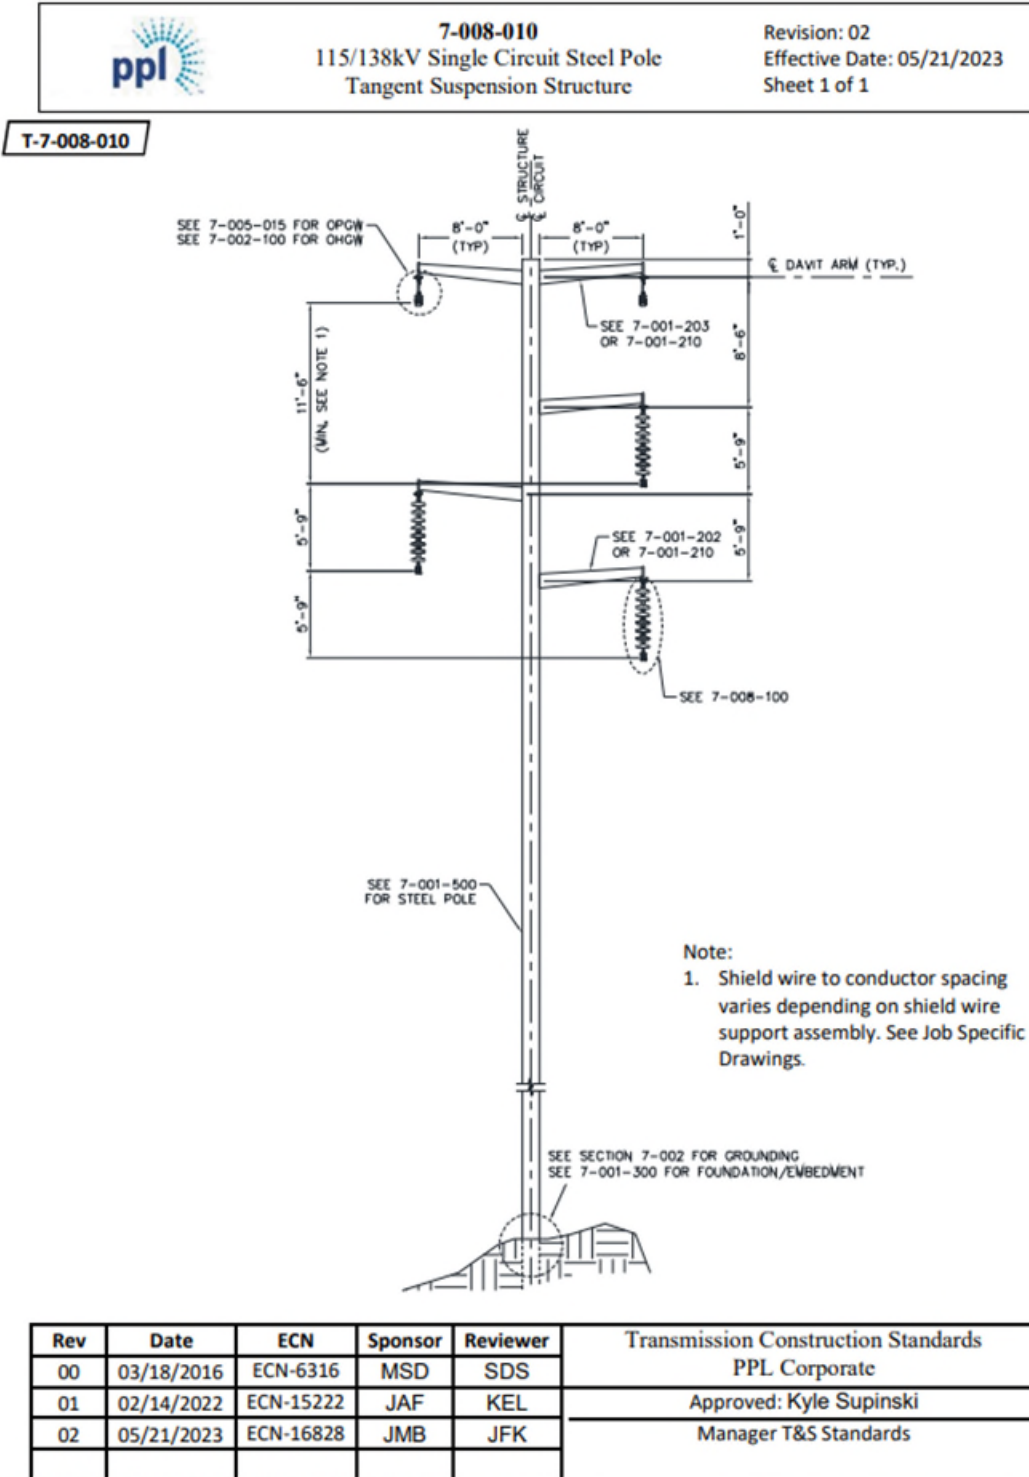 ppl
7-008-010
115/138kV Single Circuit Steel Pole
Tangent Suspension Structure
Revision: 02
Effective Date: 05/21/2023
Sheet 1 of 1
T-7-008-010
℄ STRUCTURE
℄ CIRCUIT
SEE 7-005-015 FOR OPGW
SEE 7-002-100 FOR OHGW
8'-0"
(TYP)
8'-0"
(TYP)
1'-0"
℄ DAVIT ARM (TYP.)
SEE 7-001-203
OR 7-001-210
8'-6"
11'-6"
(MIN, SEE NOTE 1)
5'-9"
5'-9"
5'-9"
SEE 7-001-202
OR 7-001-210
5'-9"
SEE 7-008-100
SEE 7-001-500
FOR STEEL POLE
Note:
1. Shield wire to conductor spacing
varies depending on shield wire
support assembly. See Job Specific
Drawings.
SEE SECTION 7-002 FOR GROUNDING
SEE 7-001-300 FOR FOUNDATION/EMBEDMENT
Rev Date ECN Sponsor Reviewer
00 03/18/2016 ECN-6316 MSD SDS
01 02/14/2022 ECN-15222 JAF KEL
02 05/21/2023 ECN-16828 JMB JFK
Transmission Construction Standards
PPL Corporate
Approved: Kyle Supinski
Manager T&S Standards